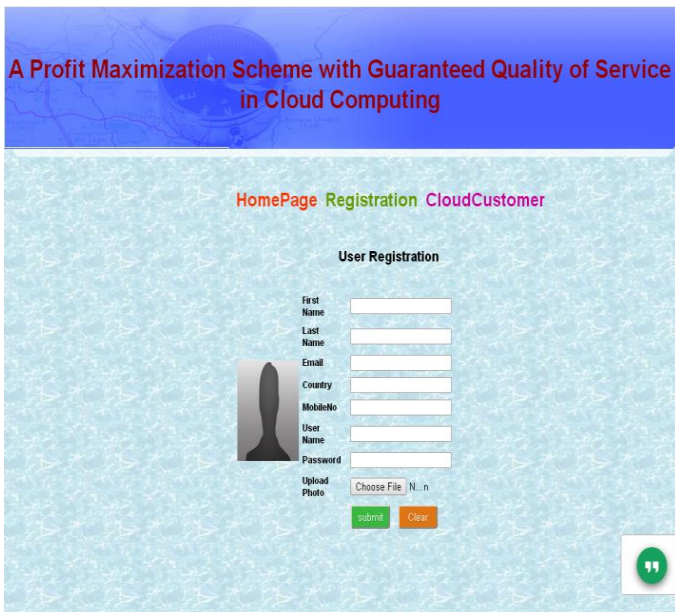 A Profit Maximization Scheme with Guaranteed Quality of Service
in Cloud Computing
HomePage Registration CloudCustomer
User Registration
First
Name
Last
Name
Email
Country
MobileNo
User
Name
Password
Upload
Photo
Choose File N...n
submit Clear